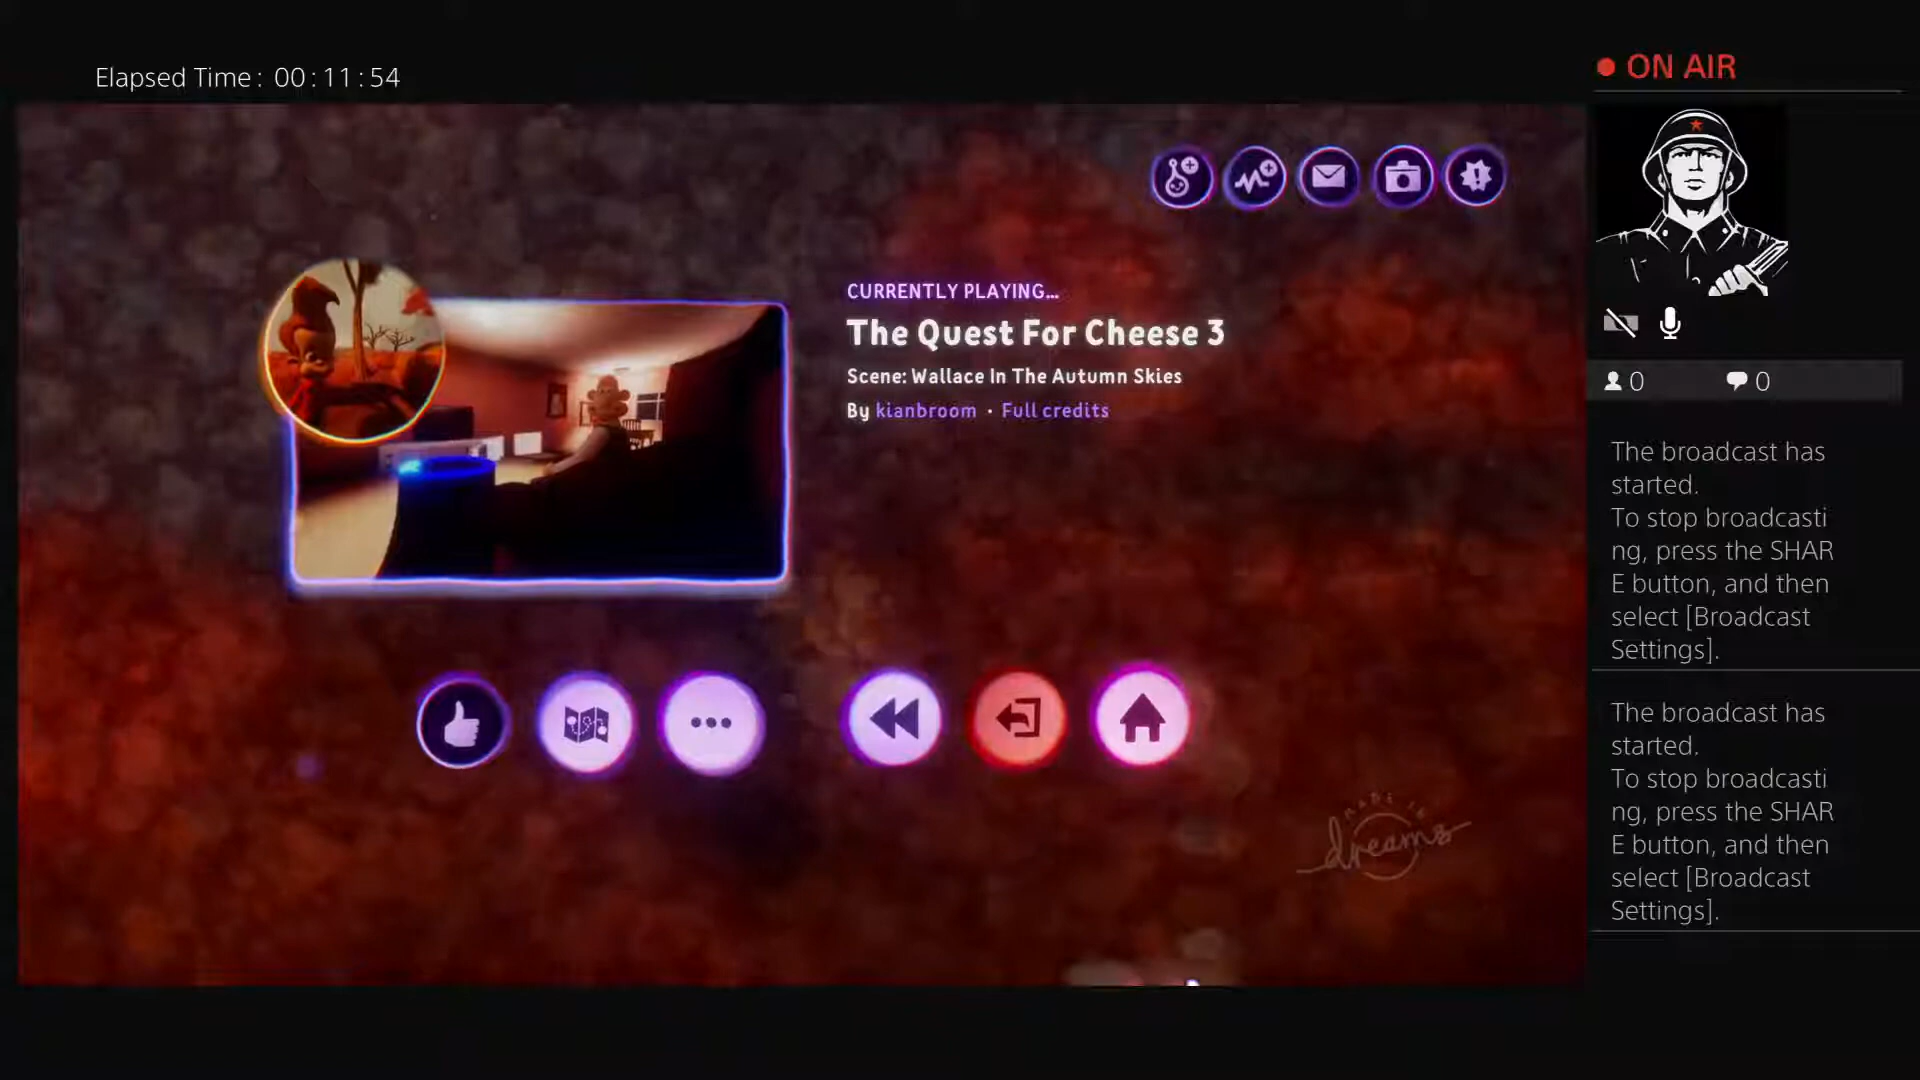 Elapsed Time: 00:11:54
ON AIR
CURRENTLY PLAYING...
The Quest For Cheese 3
Scene: Wallace In The Autumn Skies
By kianbroom · Full credits
0 0
The broadcast has
started.
To stop broadcasti
ng, press the SHAR
E button, and then
select [Broadcast
Settings].
The broadcast has
started.
To stop broadcasti
ng, press the SHAR
E button, and then
select [Broadcast
Settings].
MADE IN
dreams